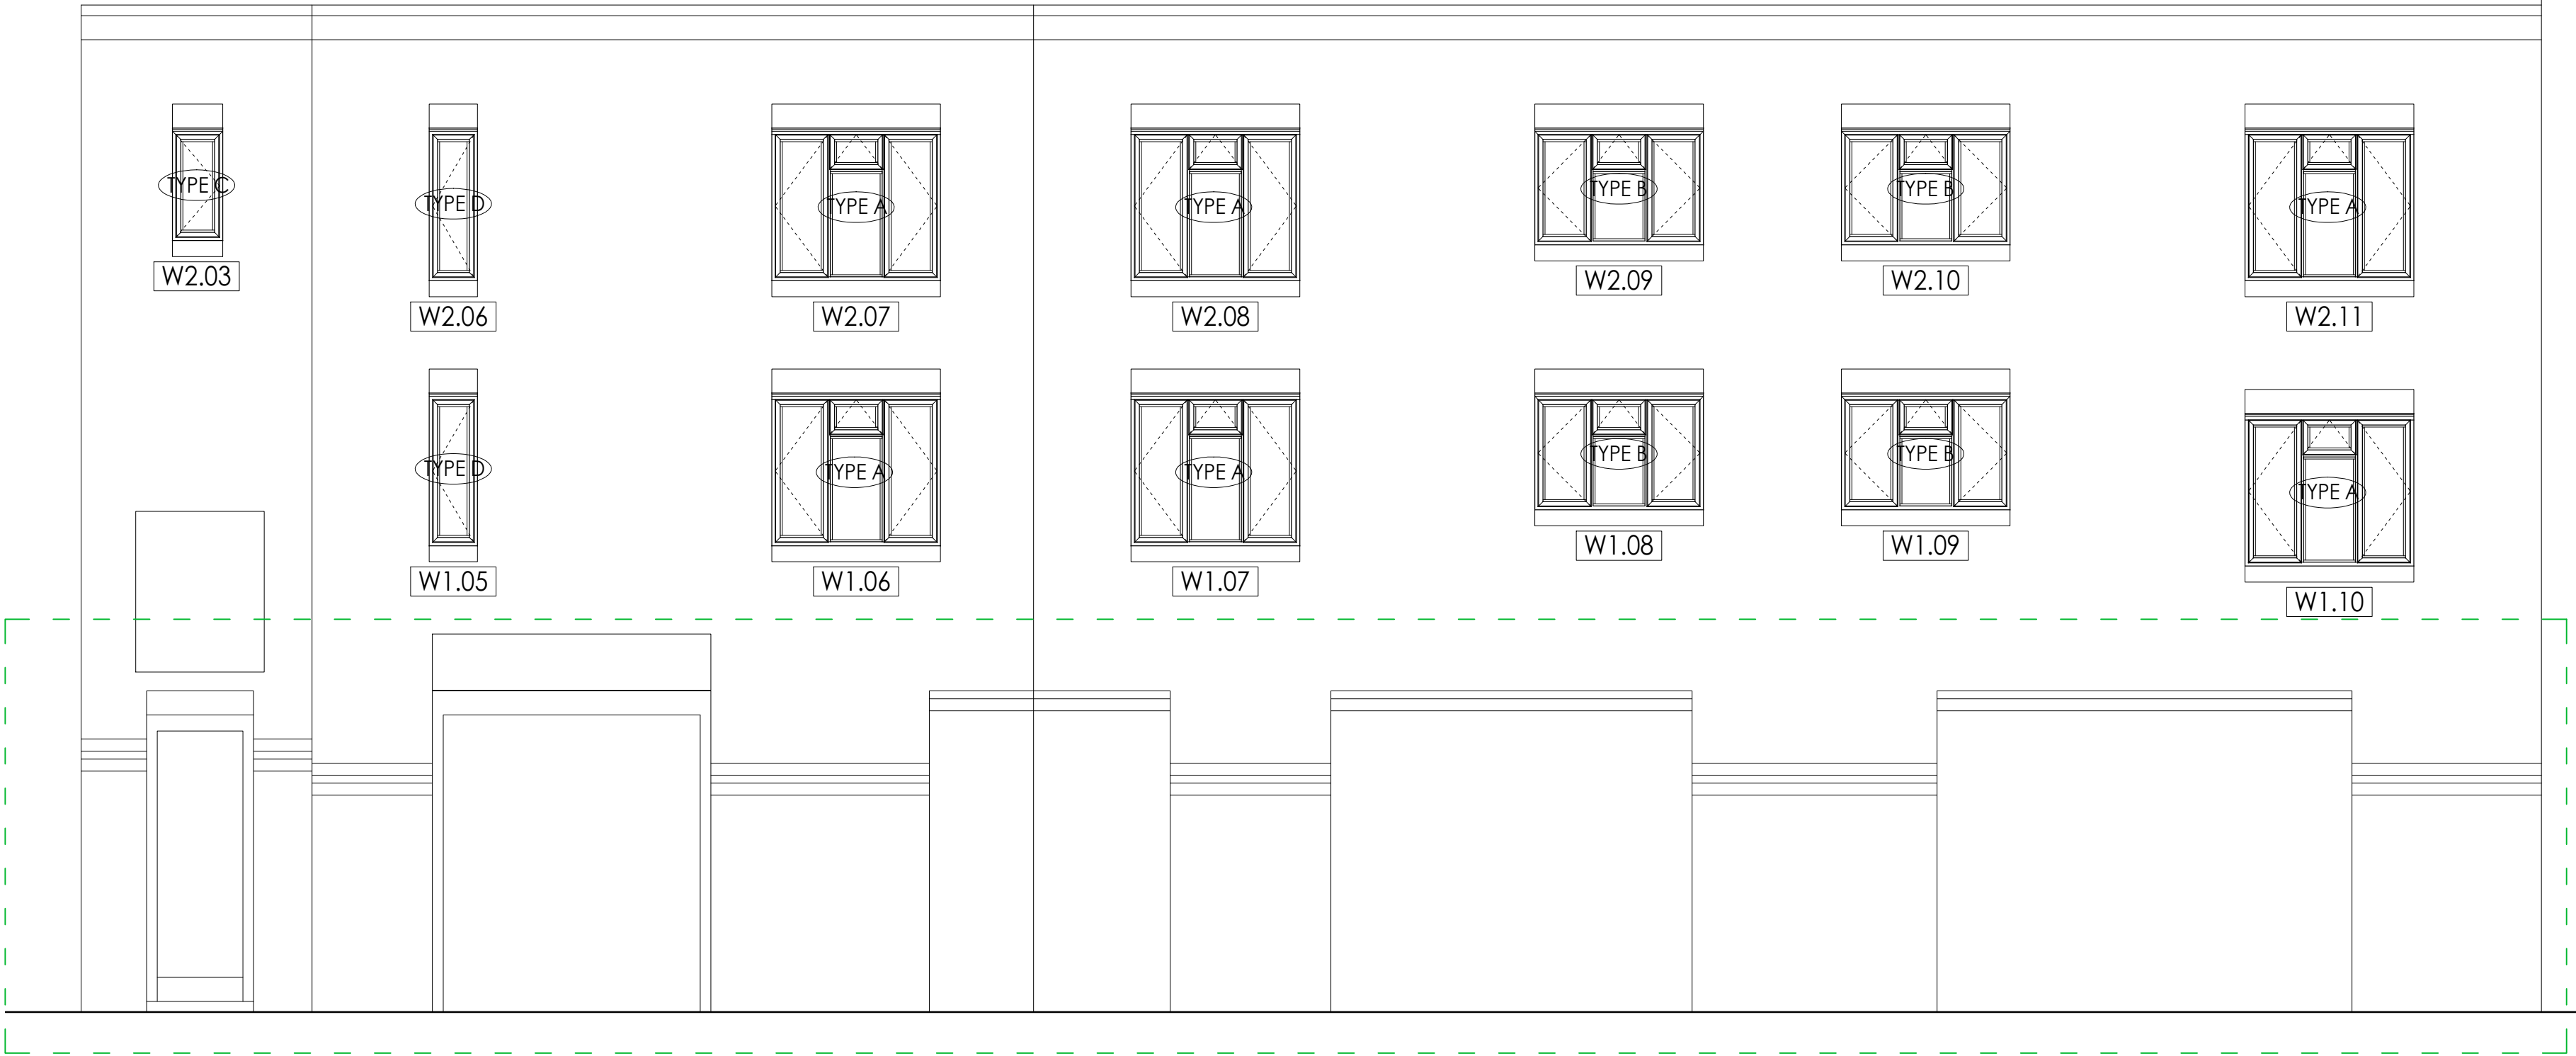 TYPE C
TYPE D
TYPE A
TYPE A
TYPE B
TYPE B
TYPE A
W2.03
W2.06
W2.07
W2.08
W2.09
W2.10
W2.11
TYPE D
TYPE A
TYPE A
TYPE B
TYPE B
TYPE A
W1.05
W1.06
W1.07
W1.08
W1.09
W1.10